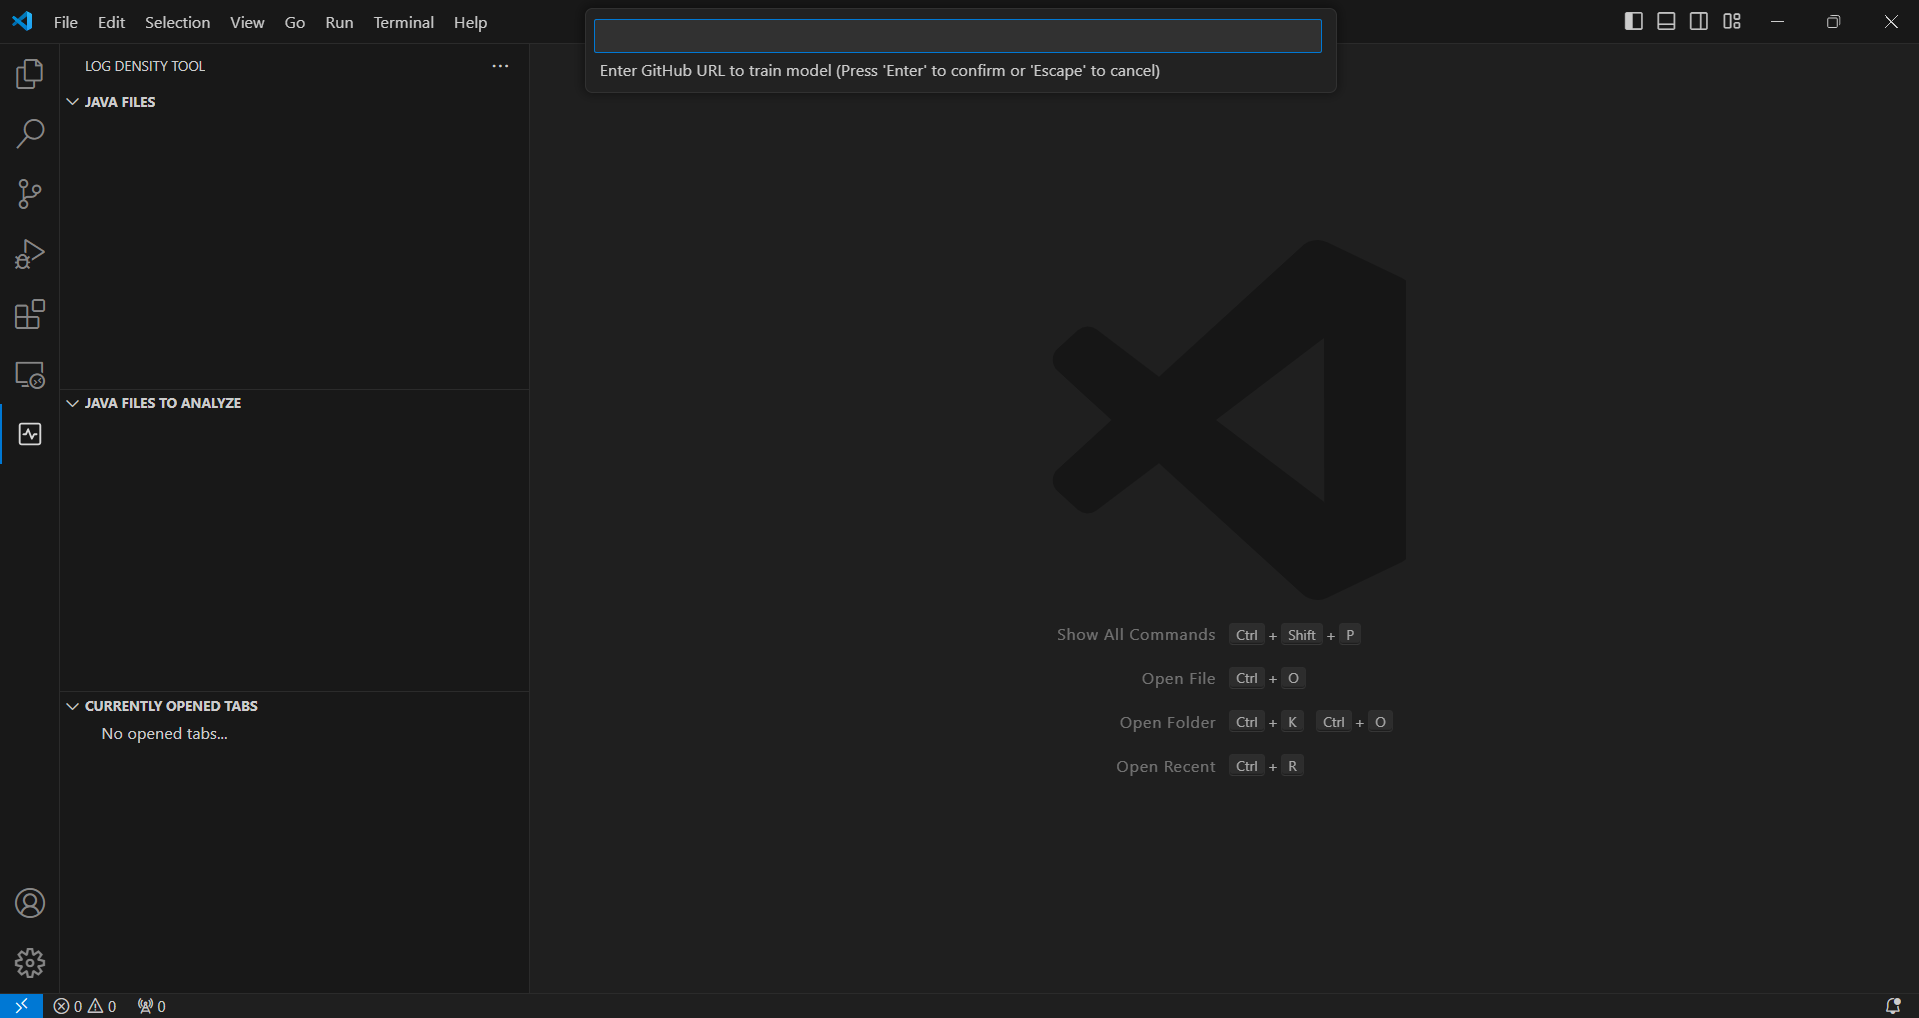 File Edit Selection View Go Run Terminal Help
Enter GitHub URL to train model (Press 'Enter' to confirm or 'Escape' to cancel)
LOG DENSITY TOOL
JAVA FILES
JAVA FILES TO ANALYZE
CURRENTLY OPENED TABS
No opened tabs...
Show All Commands Ctrl + Shift + P
Open File Ctrl + O
Open Folder Ctrl + K Ctrl + O
Open Recent Ctrl + R
0 0 0